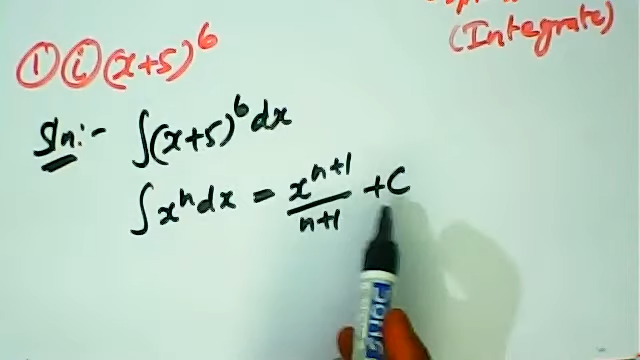 (Integrate)
① ⓘ (x+5)^6
Sln:- ∫(x+5)^6 dx
∫x^n dx = x^(n+1)/(n+1) + C